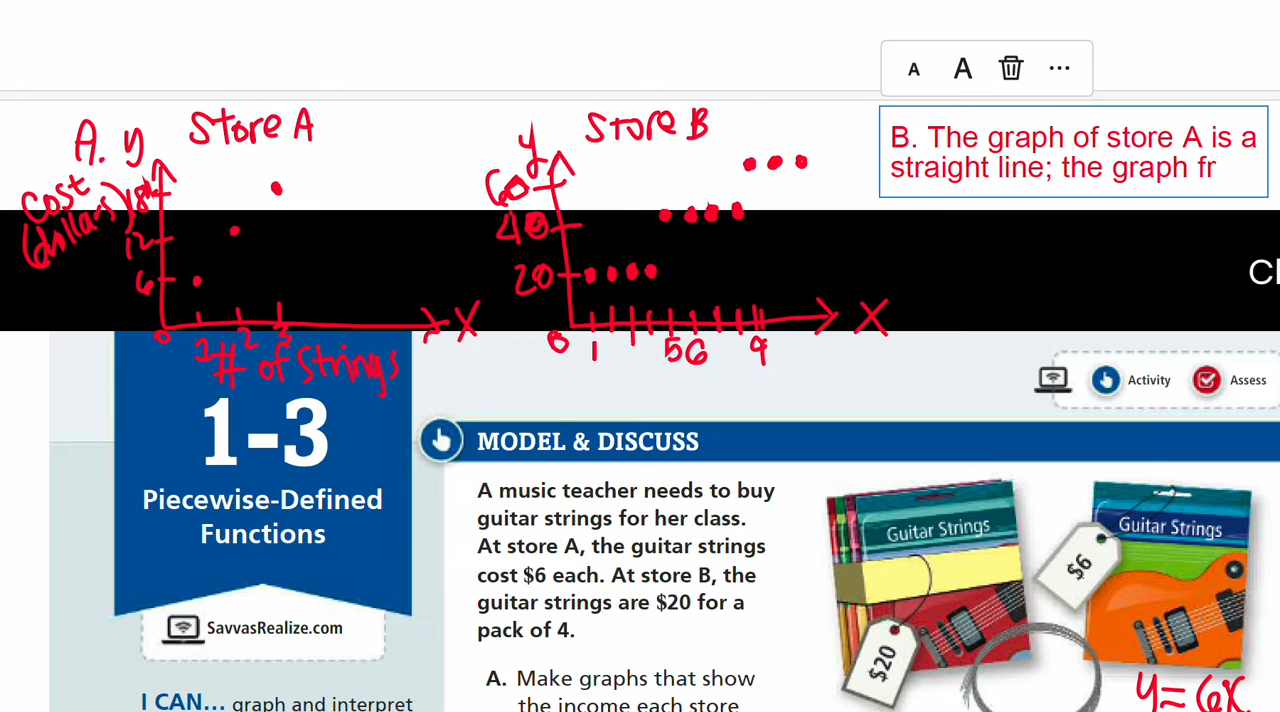 A A
A. y Store A
Store B
y
B. The graph of store A is a
straight line; the graph fr
Cost
(dollars)
18
12
6
0
1 2 3
X
# of Strings
60
40
20
0
1 5 6 9
X
1-3
Piecewise-Defined
Functions
SavvasRealize.com
I CAN... graph and interpret
Activity
Assess
MODEL & DISCUSS
A music teacher needs to buy
guitar strings for her class.
At store A, the guitar strings
cost $6 each. At store B, the
guitar strings are $20 for a
pack of 4.
A. Make graphs that show
the income each store
Guitar Strings
$20
Guitar Strings
$6
y = 6x